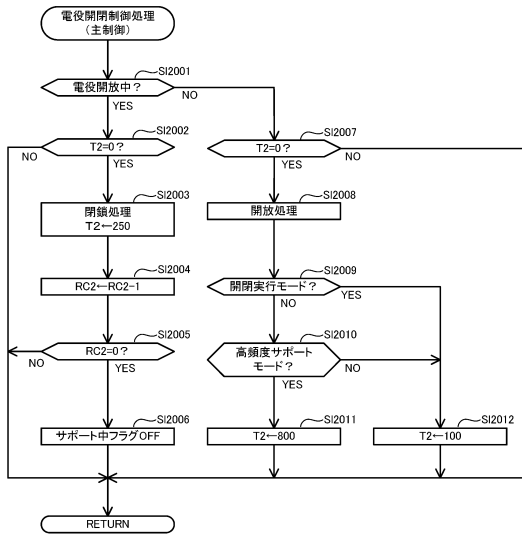 電役開閉制御処理
（主制御）
SI2001
電役開放中？
NO
YES
SI2002
T2=0？
NO
YES
SI2007
T2=0？
NO
YES
SI2003
閉鎖処理
T2←250
SI2008
開放処理
SI2004
RC2←RC2-1
SI2009
開閉実行モード？
YES
NO
SI2005
RC2=0？
NO
YES
SI2010
高頻度サポート
モード？
NO
YES
SI2006
サポート中フラグOFF
SI2011
T2←800
SI2012
T2←100
RETURN